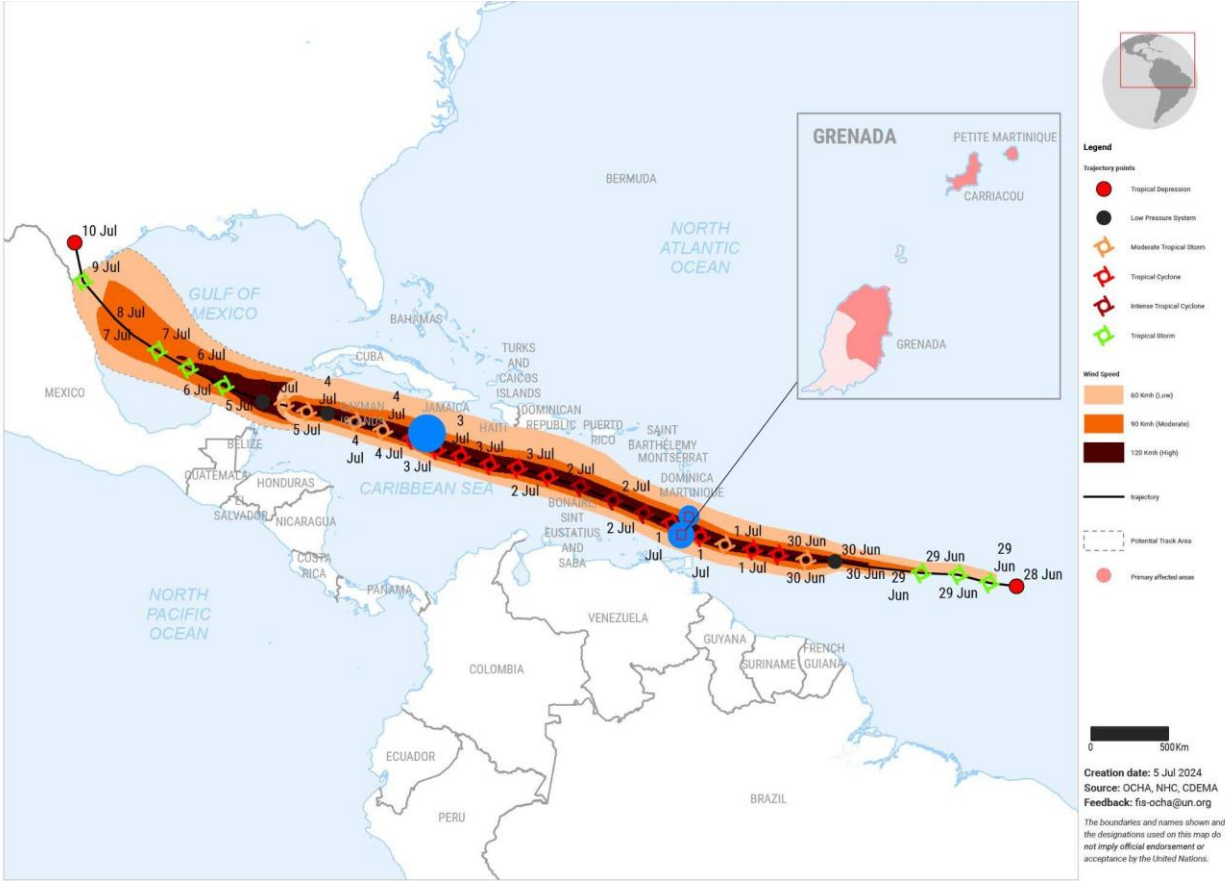 GRENADA
PETITE MARTINIQUE
CARRIACOU
GRENADA
BERMUDA
NORTH
ATLANTIC
OCEAN
10 Jul
9 Jul
8 Jul
7 Jul
7 Jul
6 Jul
6 Jul
5 Jul
GULF OF
MEXICO
BAHAMAS
CUBA
TURKS
AND
CAICOS
ISLANDS
MEXICO
4
Jul
4
Jul
5 Jul
JAMAICA
HAITI
DOMINICAN
REPUBLIC
PUERTO
RICO
SAINT
BARTHÉLEMY
MONTSERRAT
DOMINICA
MARTINIQUE
4
Jul
4 Jul
3
Jul
3 Jul
3 Jul
3 Jul
2 Jul
2 Jul
2 Jul
2 Jul
BELIZE
GUATEMALA
HONDURAS
EL
SALVADOR
NICARAGUA
COSTA
RICA
PANAMA
CARIBBEAN SEA
BONAIRE,
SINT
EUSTATIUS
AND
SABA
1
Jul
1
Jul
1 Jul
1 Jul
30 Jun
30 Jun
30 Jun
30 Jun
29 Jun
29
Jun
29 Jun
29
Jun
28 Jun
NORTH
PACIFIC
OCEAN
VENEZUELA
GUYANA
SURINAME
FRENCH
GUIANA
COLOMBIA
ECUADOR
PERU
BRAZIL
Legend
Trajectory points
Tropical Depression
Low Pressure System
Moderate Tropical Storm
Tropical Cyclone
Intense Tropical Cyclone
Tropical Storm
Wind Speed
60 Kmh (Low)
90 Kmh (Moderate)
120 Kmh (High)
trajectory
Potential Track Area
Primary affected areas
0 500Km
Creation date: 5 Jul 2024
Source: OCHA, NHC, CDEMA
Feedback: fis-ocha@un.org
The boundaries and names shown and
the designations used on this map do
not imply official endorsement or
acceptance by the United Nations.